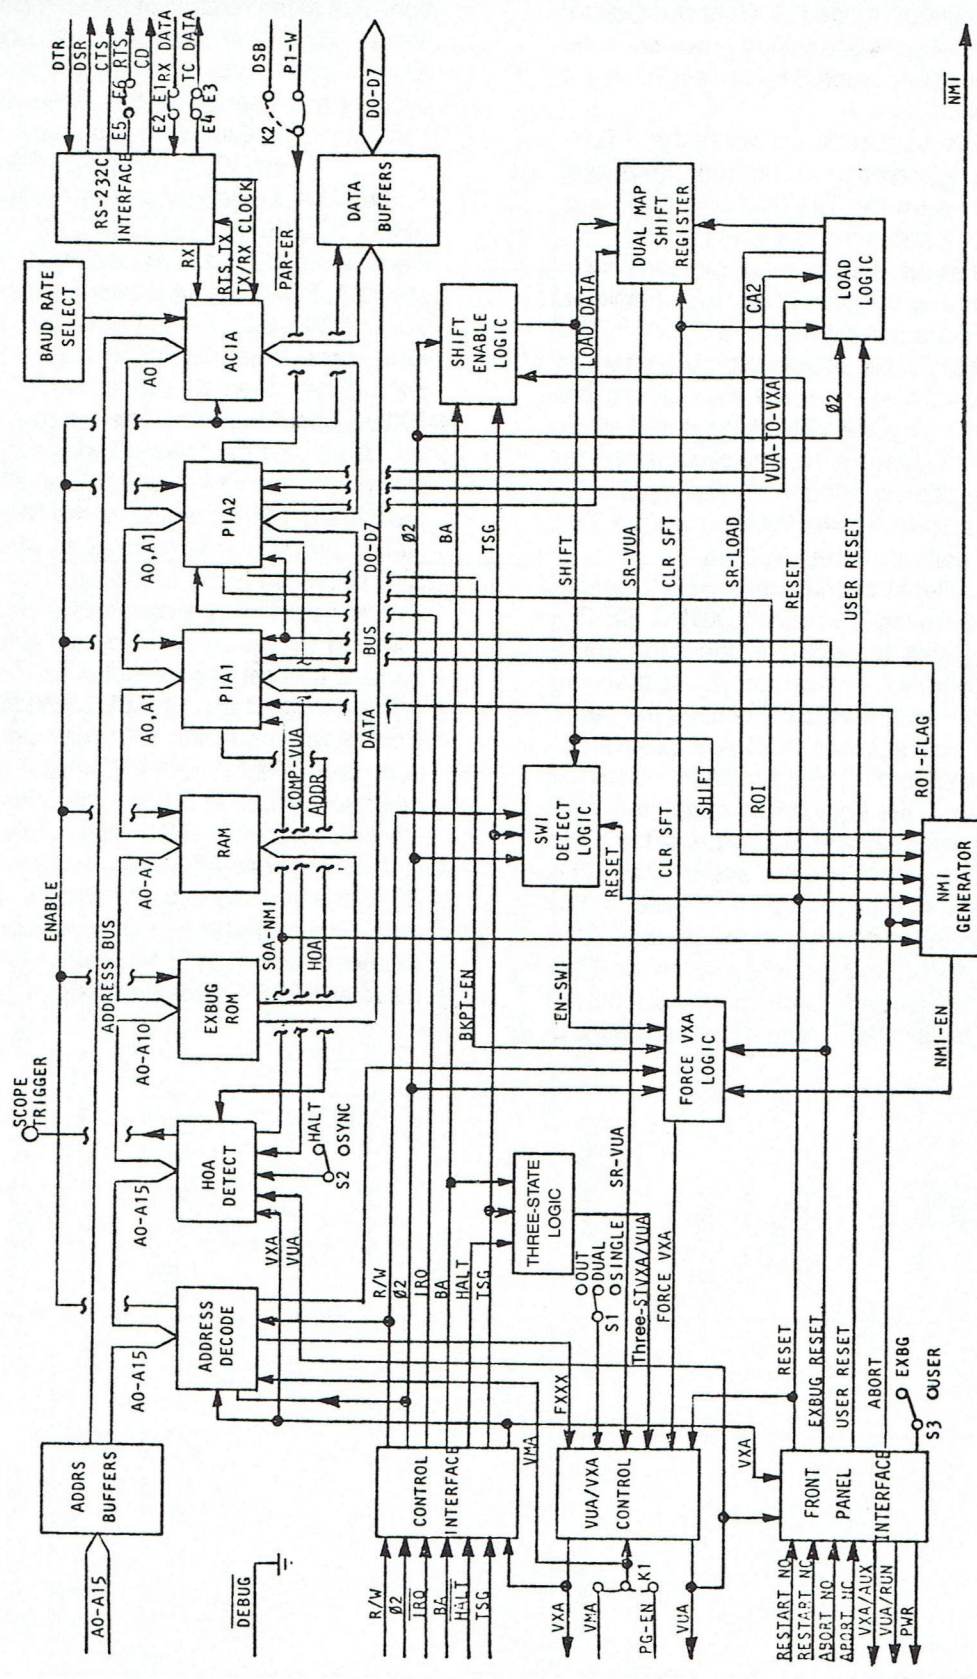 A0-A15
ADDRS
BUFFERS
DEBUG
SCOPE
TRIGGER
ENABLE
ADDRESS BUS
A0-A15
ADDRESS
DECODE
A0-A15
HOA
DETECT
VXA
VUA
S2
HALT
SYNC
A0-A10
EXBUG
ROM
SOA-NMI
HOA
A0-A7
RAM
COMP-VUA
ADDR
A0,A1
PIA1
A0,A1
PIA2
A0
ACIA
BAUD RATE
SELECT
RS-232C
INTERFACE
RX
RTS,TX
TX/RX CLOCK
DTR
DSR
CTS
E6 RTS
E5
CD
E1 RX DATA
E2
TC DATA
E4 E3
DSB
P1-W
K2
PAR-ER
DATA
BUFFERS
D0-D7
DATA
BUS
D0-D7
R/W
Ø2
IRQ
BA
HALT
TSG
CONTROL
INTERFACE
R/W
Ø2
IRQ
BA
HALT
TSG
VMA
FXXX
THREE-STATE
LOGIC
S1
OUT
DUAL
SINGLE
SR-VUA
Three-STVXA/VUA
FORCE VXA
VXA
VMA
PG-EN
K1
VUA
VUA/VXA
CONTROL
BKPT-EN
EN-SWI
FORCE VXA
LOGIC
SWI
DETECT
LOGIC
RESET
CLR SFT
Ø2
BA
TSG
SHIFT
ENABLE
LOGIC
SHIFT
SR-VUA
CLR SFT
SR-LOAD
RESET
USER RESET
LOAD DATA
DUAL MAP
SHIFT
REGISTER
CA2
VUA-TO-VXA
Ø2
LOAD
LOGIC
SHIFT
ROI
ROI-FLAG
NMI
GENERATOR
NMI-EN
NMI
RESTART NO
RESTART NC
ABORT NO
ABORT NC
VXA/AUX
VUA/RUN
PWR
VXA
FRONT
PANEL
INTERFACE
RESET
EXBUG RESET
USER RESET
ABORT
S3
EXBG
USER